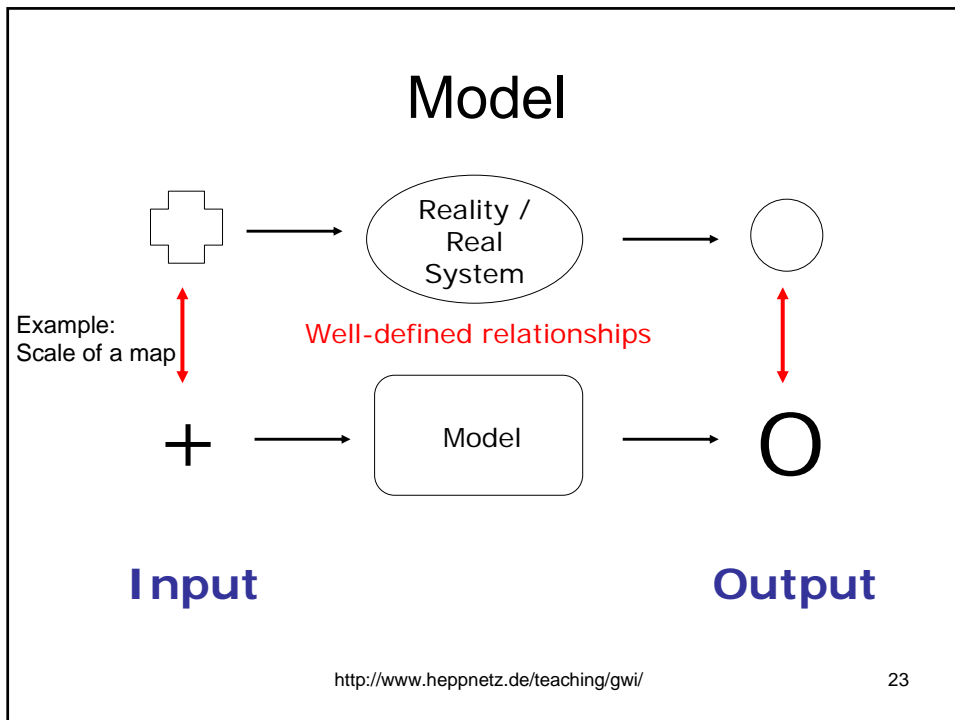 Model
Reality /
Real
System
Example:
Scale of a map
Well-defined relationships
+
Model
O
Input
Output
http://www.heppnetz.de/teaching/gwi/
23